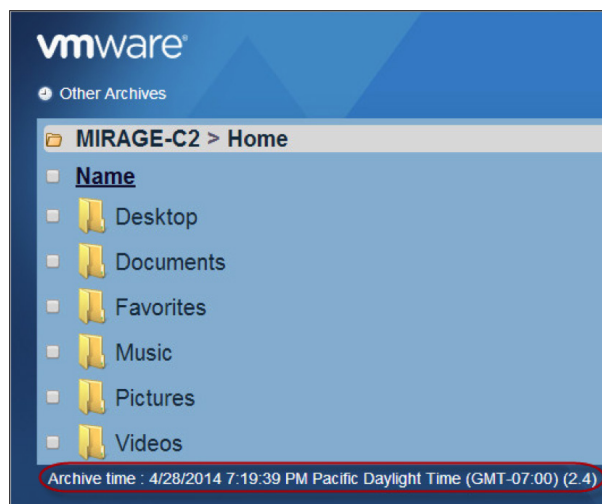 vmware®
Other Archives
MIRAGE-C2 > Home
Name
Desktop
Documents
Favorites
Music
Pictures
Videos
Archive time : 4/28/2014 7:19:39 PM Pacific Daylight Time (GMT-07:00) (2.4)